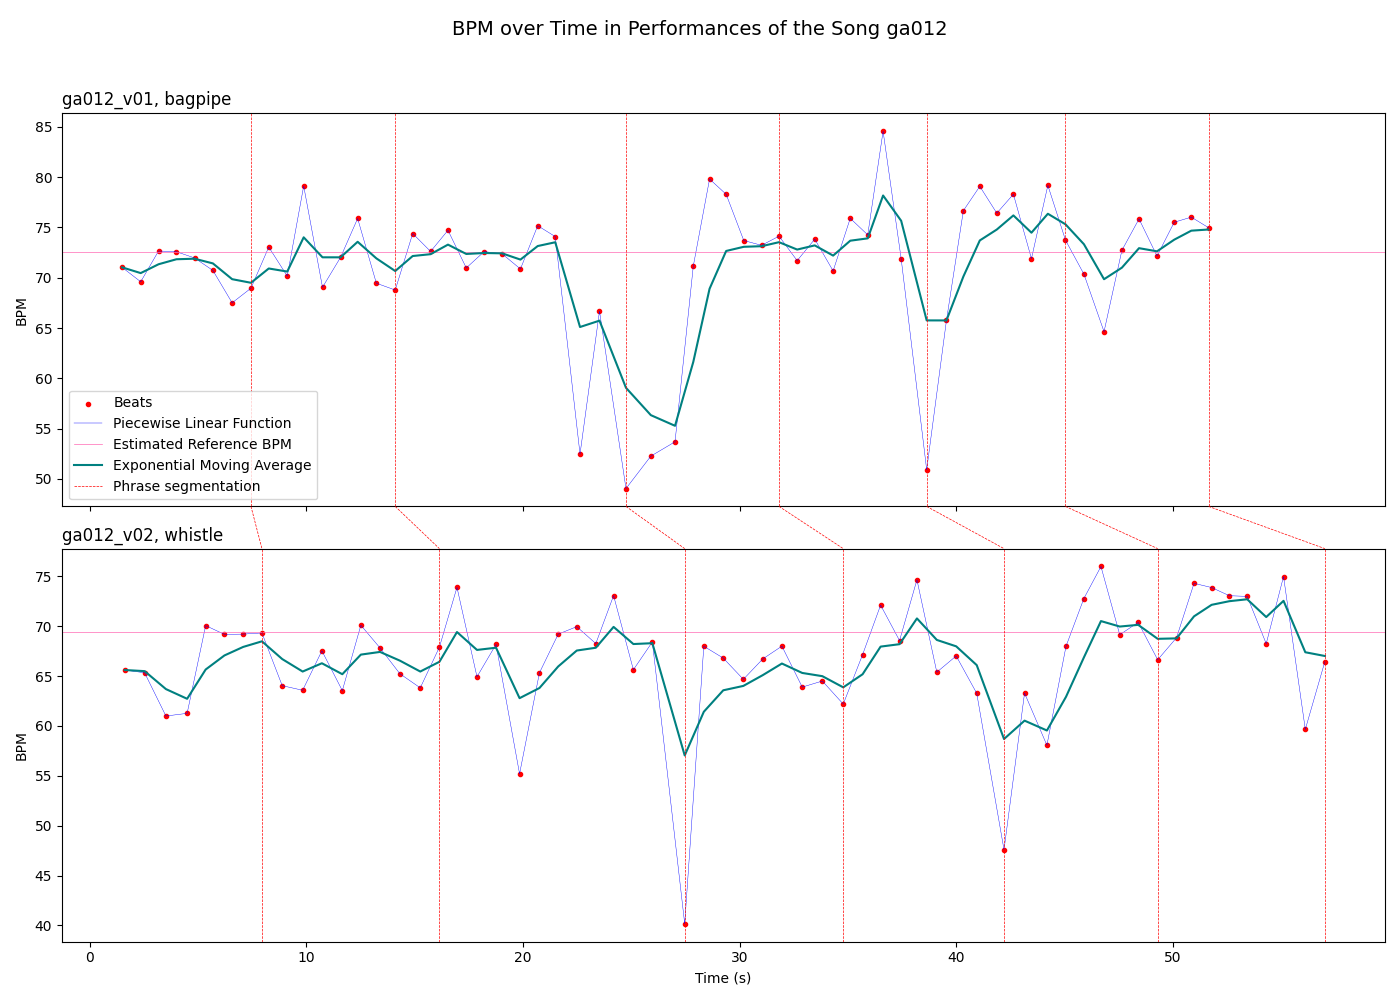 BPM over Time in Performances of the Song ga012
ga012_v01, bagpipe
85
80
75
70
65
60
55
50
BPM
Beats
Piecewise Linear Function
Estimated Reference BPM
Exponential Moving Average
Phrase segmentation
ga012_v02, whistle
75
70
65
60
55
50
45
40
BPM
0 10 20 30 40 50
Time (s)